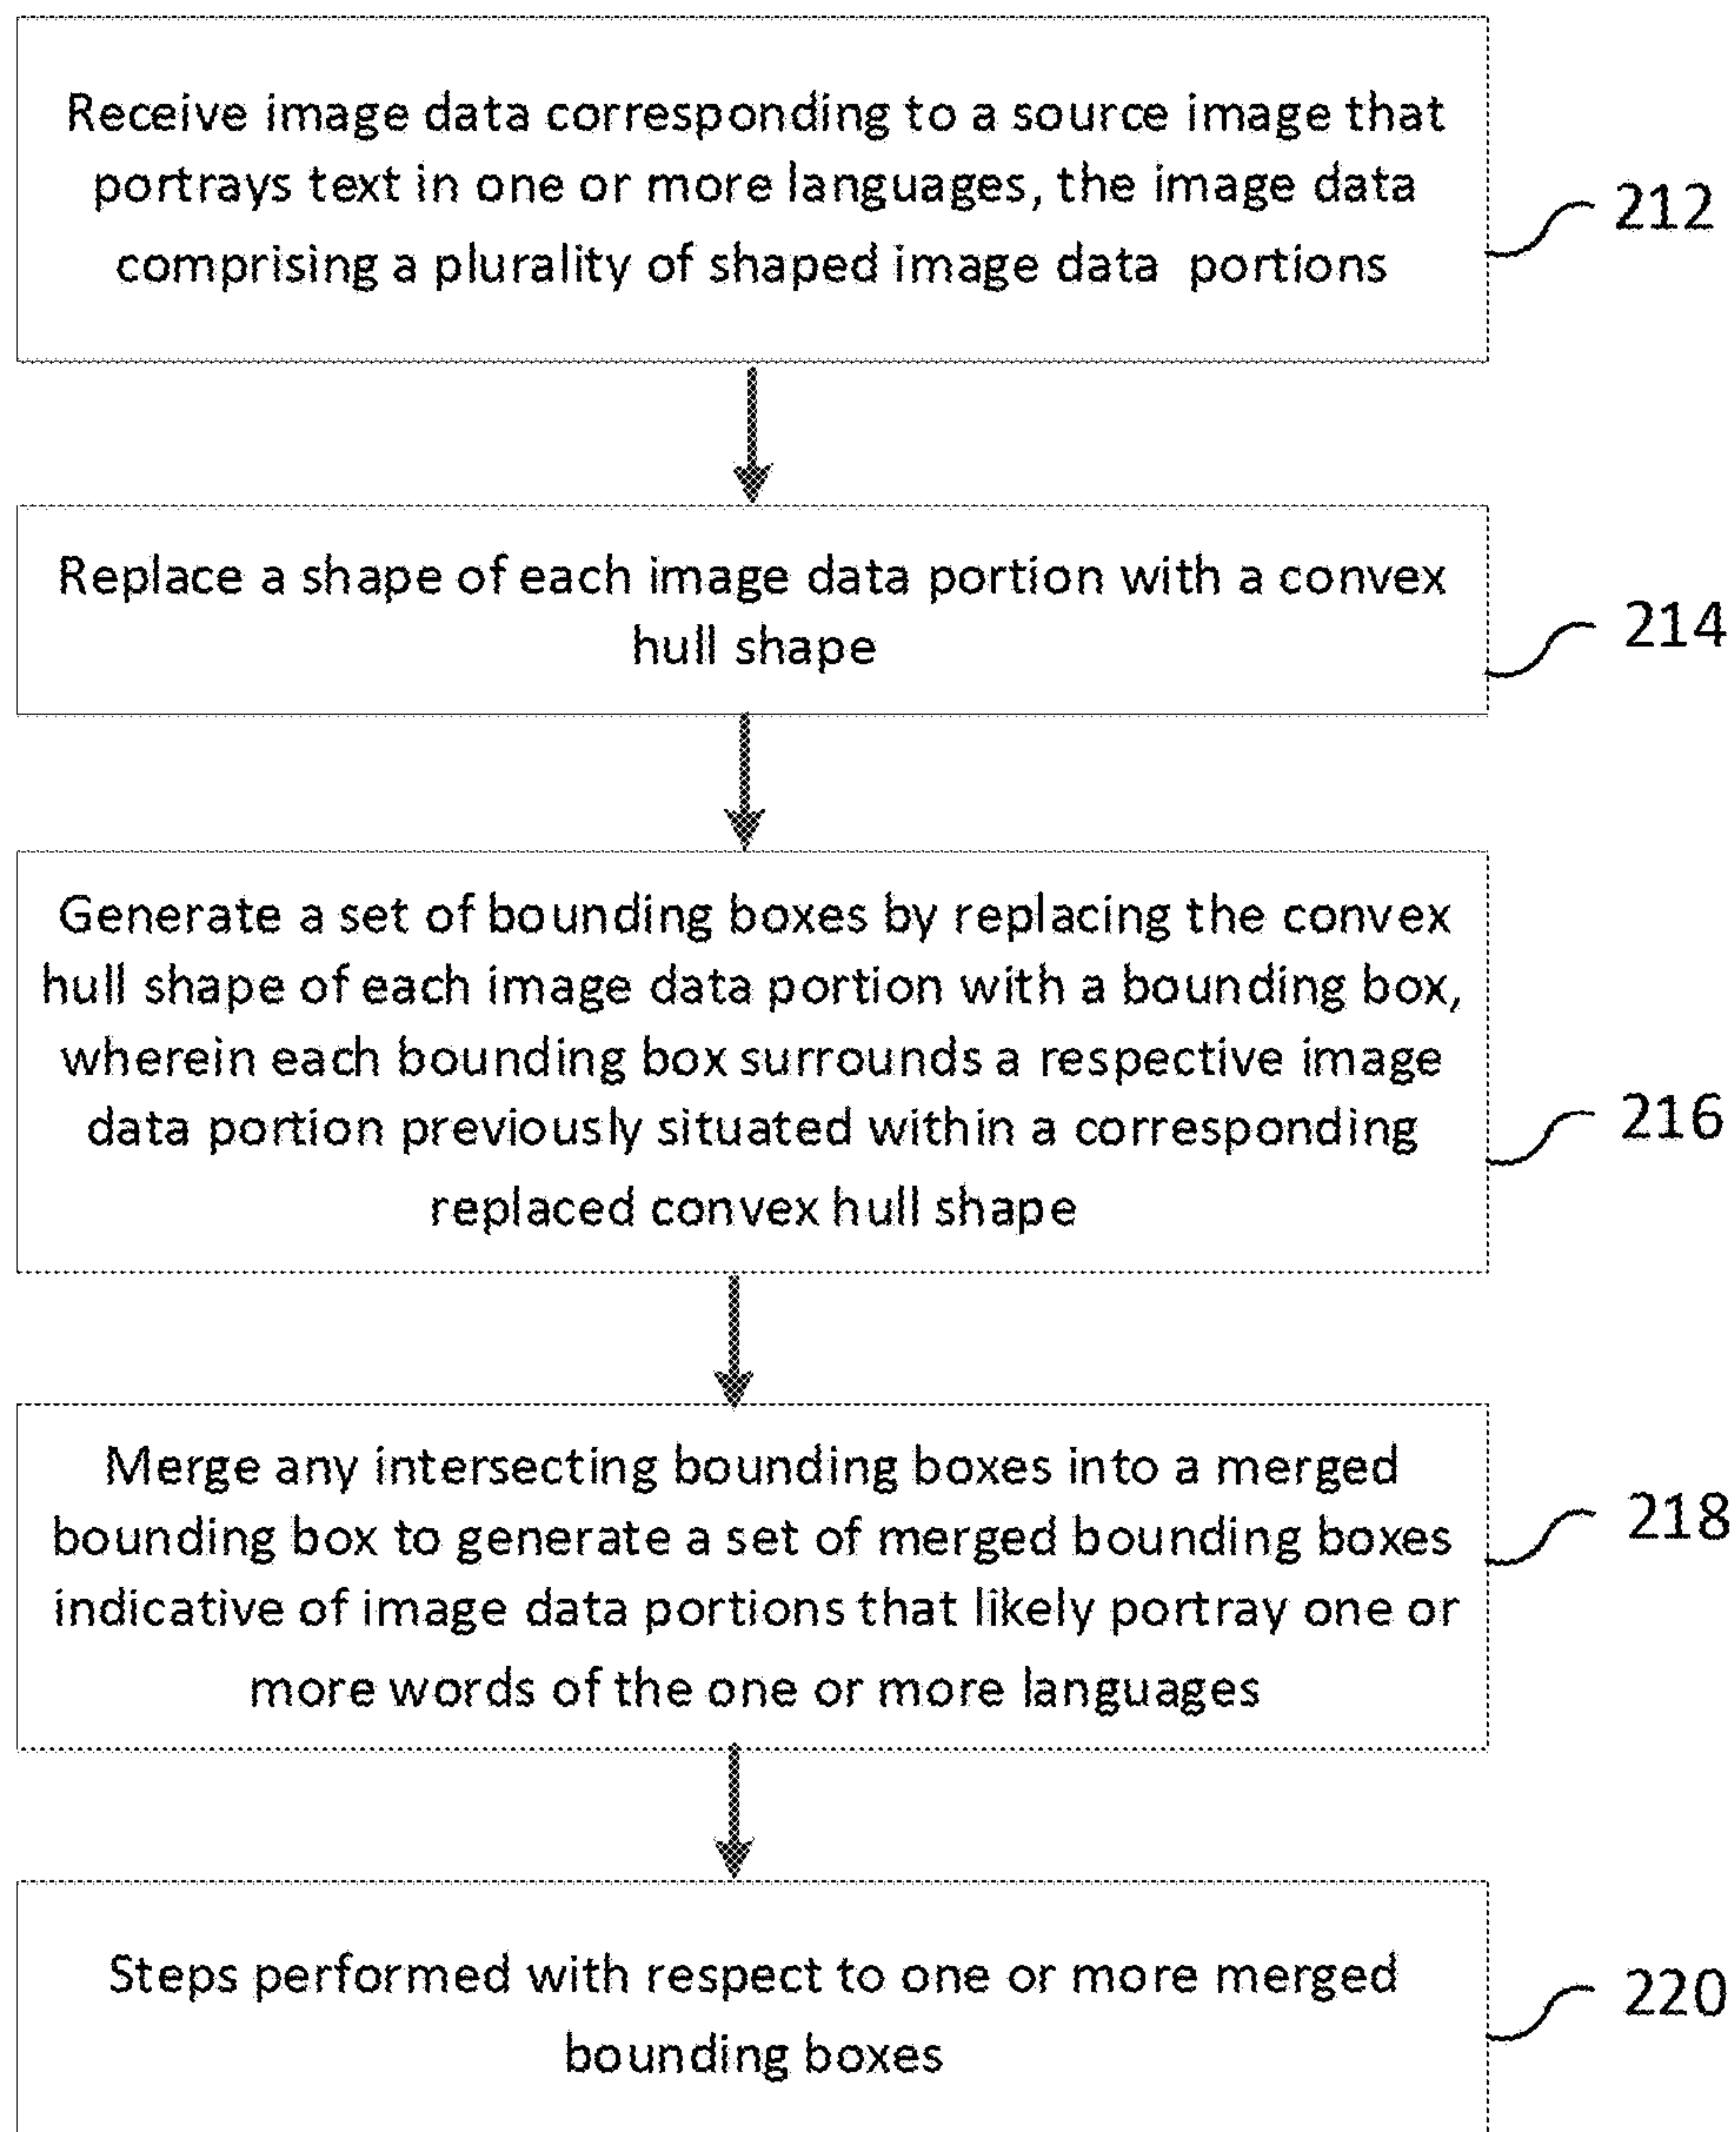 Receive image data corresponding to a source image that
portrays text in one or more languages, the image data
comprising a plurality of shaped image data portions
212
Replace a shape of each image data portion with a convex
hull shape
214
Generate a set of bounding boxes by replacing the convex
hull shape of each image data portion with a bounding box,
wherein each bounding box surrounds a respective image
data portion previously situated within a corresponding
replaced convex hull shape
216
Merge any intersecting bounding boxes into a merged
bounding box to generate a set of merged bounding boxes
indicative of image data portions that likely portray one or
more words of the one or more languages
218
Steps performed with respect to one or more merged
bounding boxes
220